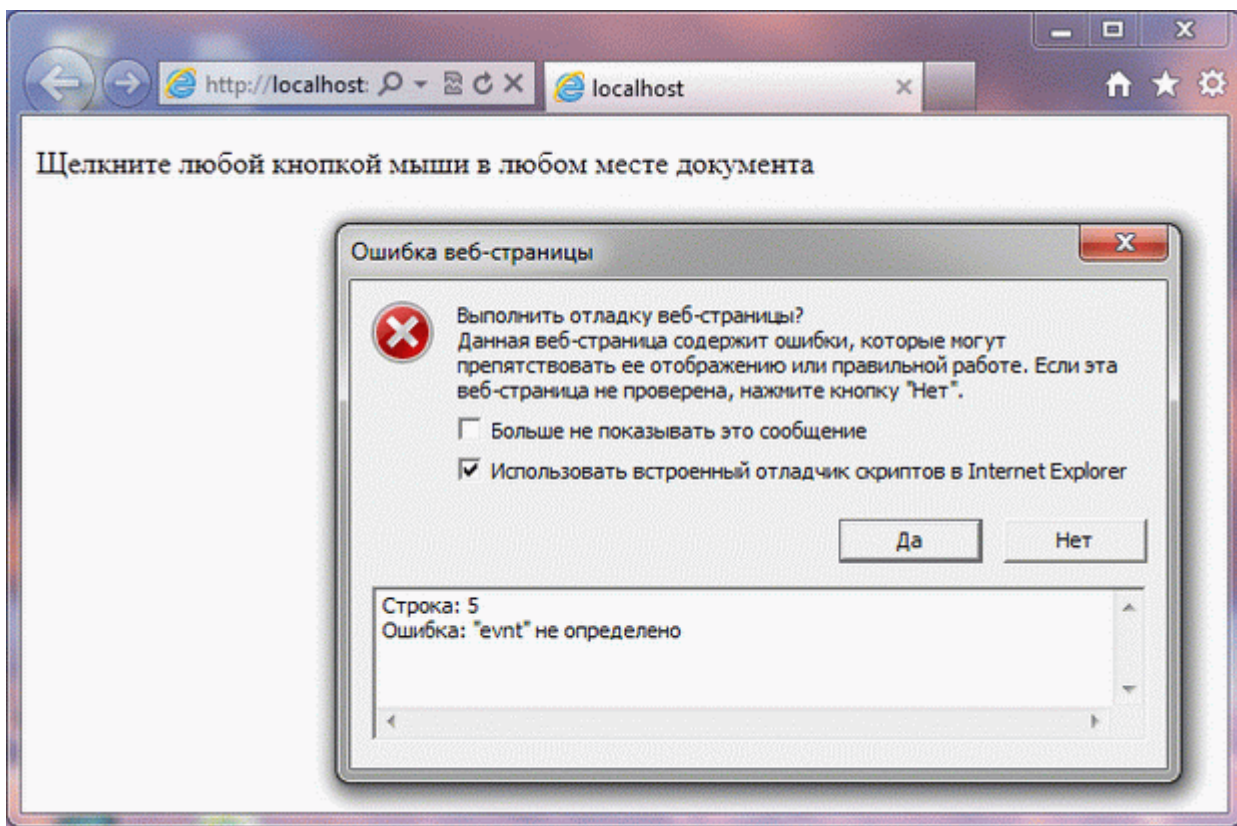 http://localhost:
localhost
Щелкните любой кнопкой мыши в любом месте документа
Ошибка веб-страницы
Выполнить отладку веб-страницы?
Данная веб-страница содержит ошибки, которые могут
препятствовать ее отображению или правильной работе. Если эта
веб-страница не проверена, нажмите кнопку "Нет".
Больше не показывать это сообщение
Использовать встроенный отладчик скриптов в Internet Explorer
Да
Нет
Строка: 5
Ошибка: "evnt" не определено